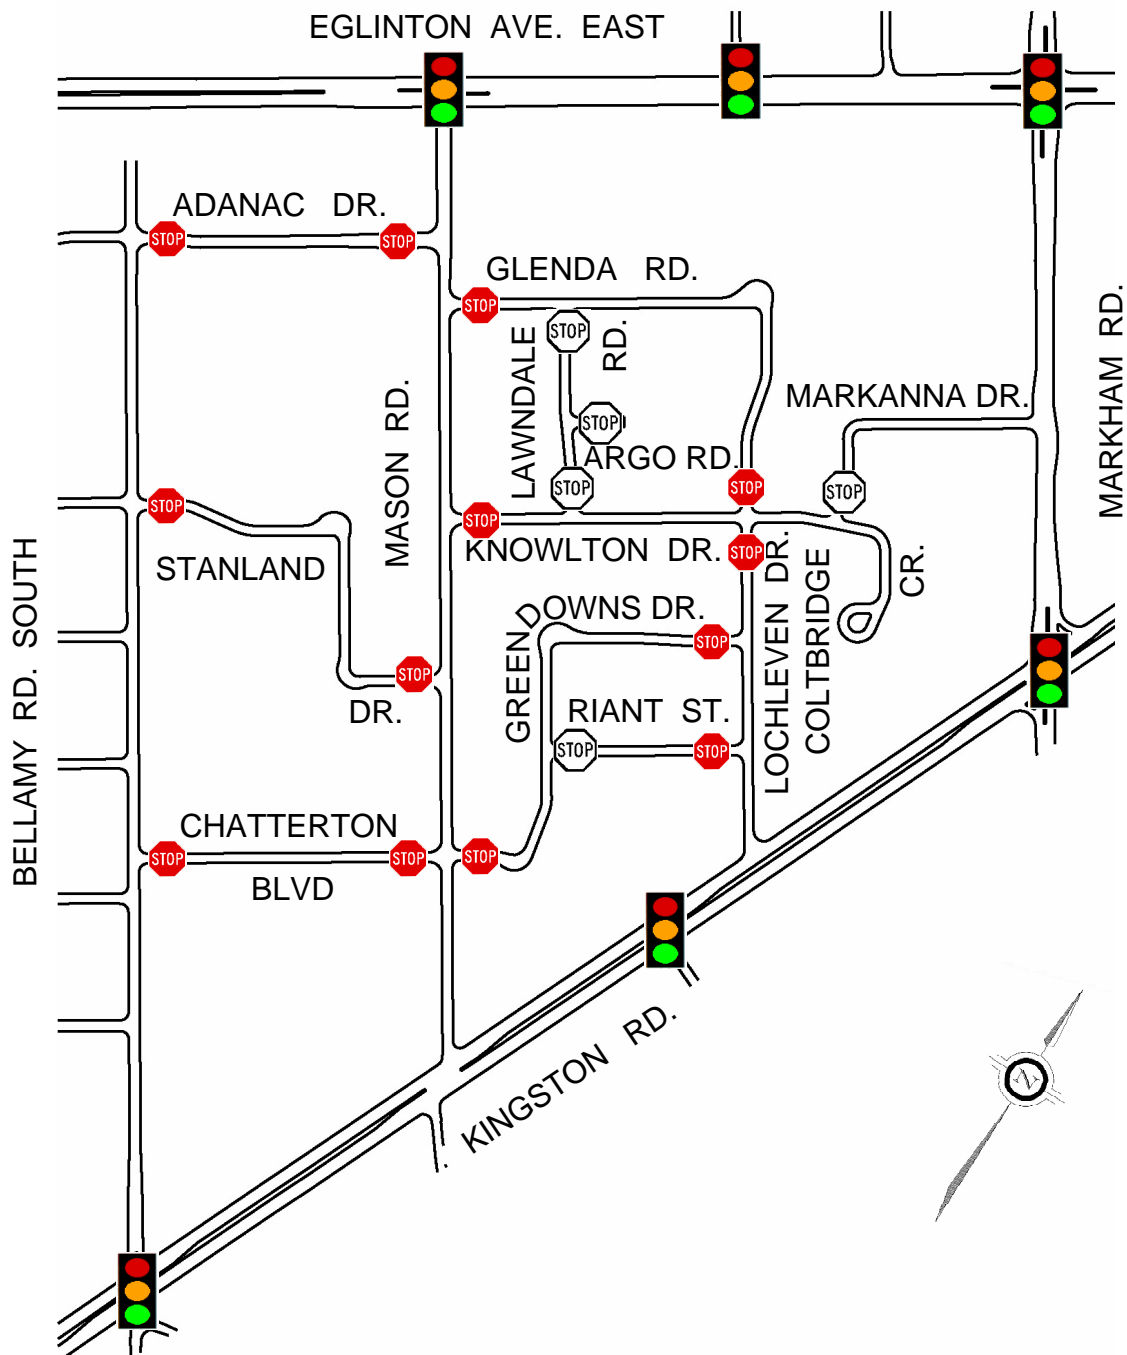 EGLINTON AVE. EAST
ADANAC DR.
STOP
STOP
GLENDA RD.
STOP
STOP
LAWNDALE
RD.
MARKHAM RD.
MASON RD.
MARKANNA DR.
STOP
ARGO RD.
STOP
STOP
STOP
STOP
STOP
KNOWLTON DR.
STOP
STANLAND
DR.
STOP
LOCHLEVEN DR.
COLTBRIDGE
CR.
GREEN DOWNS DR.
STOP
BELLAMY RD. SOUTH
RIANT ST.
STOP
STOP
CHATTERTON
BLVD
STOP
STOP
STOP
KINGSTON RD.
N